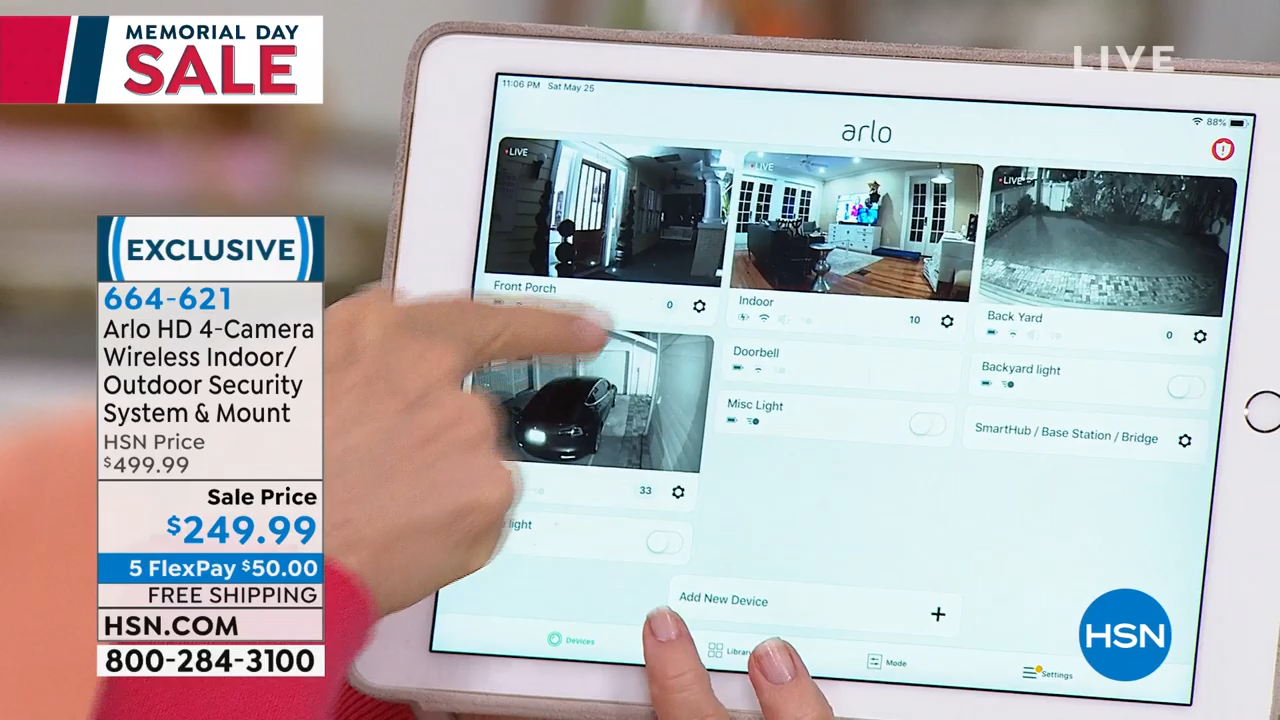 MEMORIAL DAY
SALE
LIVE
EXCLUSIVE
664-621
Arlo HD 4-Camera
Wireless Indoor/
Outdoor Security
System & Mount
HSN Price
$499.99
Sale Price
$249.99
5 FlexPay $50.00
FREE SHIPPING
HSN.COM
800-284-3100
11:06 PM Sat May 25
88%
arlo
LIVE
LIVE
LIVE
Front Porch
0
Indoor
10
Back Yard
0
Doorbell
Backyard light
Misc Light
SmartHub / Base Station / Bridge
33
light
Add New Device
+
Devices
Library
Mode
Settings
HSN